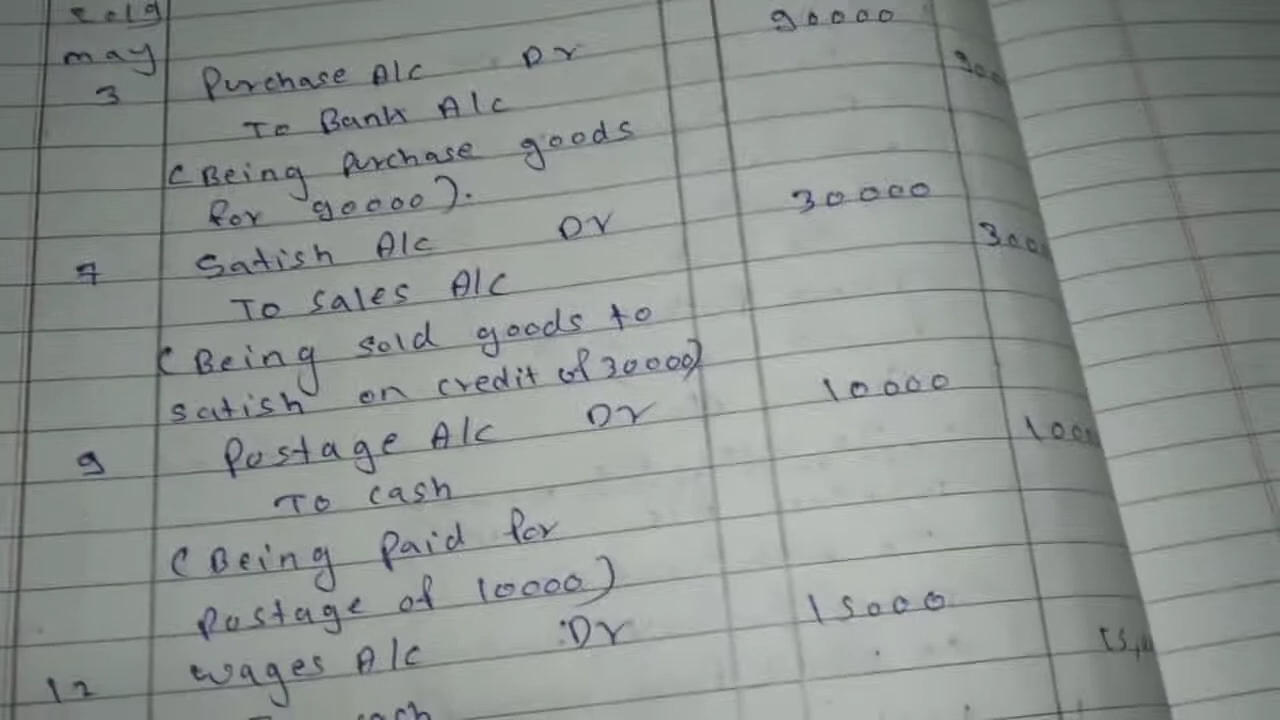 2019
may 90000
3 Purchase A/c Dr
To Bank A/c
(Being Purchase goods
for 90000).
7 Satish A/c Dr 30000
To sales A/c
(Being sold goods to
satish on credit of 30000)
9 Postage A/c Dr 10000
To cash
(Being Paid for
Postage of 10000)
12 wages A/c Dr 15000
cash